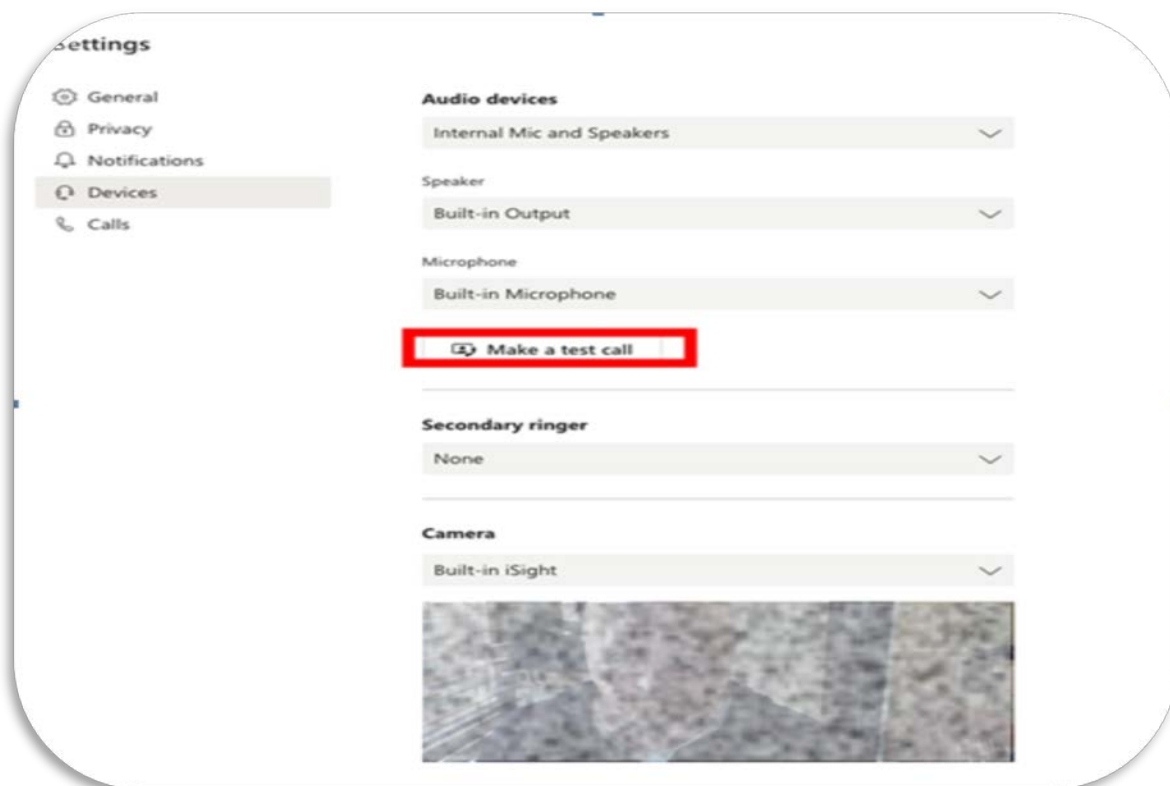 Settings
General
Privacy
Notifications
Devices
Calls
Audio devices
Internal Mic and Speakers
Speaker
Built-in Output
Microphone
Built-in Microphone
Make a test call
Secondary ringer
None
Camera
Built-in iSight